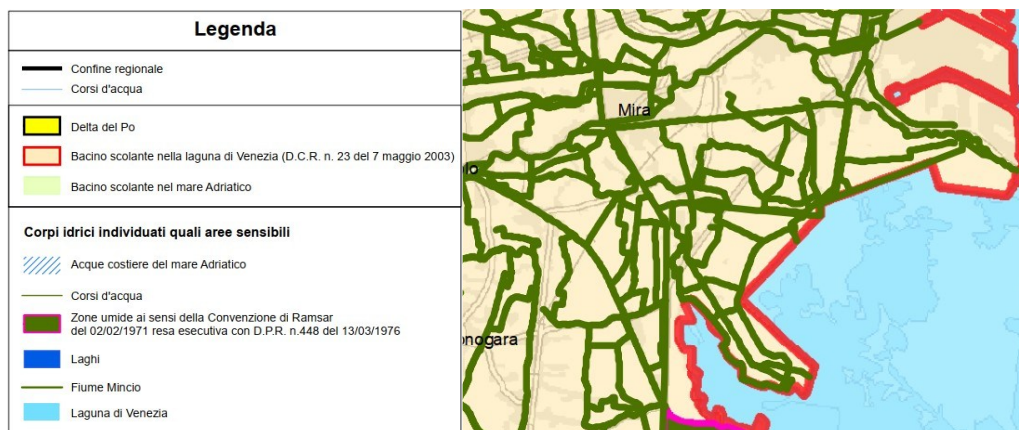 Legenda
Confine regionale
Corsi d'acqua
Delta del Po
Bacino scolante nella laguna di Venezia (D.C.R. n. 23 del 7 maggio 2003)
Bacino scolante nel mare Adriatico
Corpi idrici individuati quali aree sensibili
Acque costiere del mare Adriatico
Corsi d'acqua
Zone umide ai sensi della Convenzione di Ramsar
del 02/02/1971 resa esecutiva con D.P.R. n.448 del 13/03/1976
Laghi
Fiume Mincio
Laguna di Venezia
Mira
olo
onogara